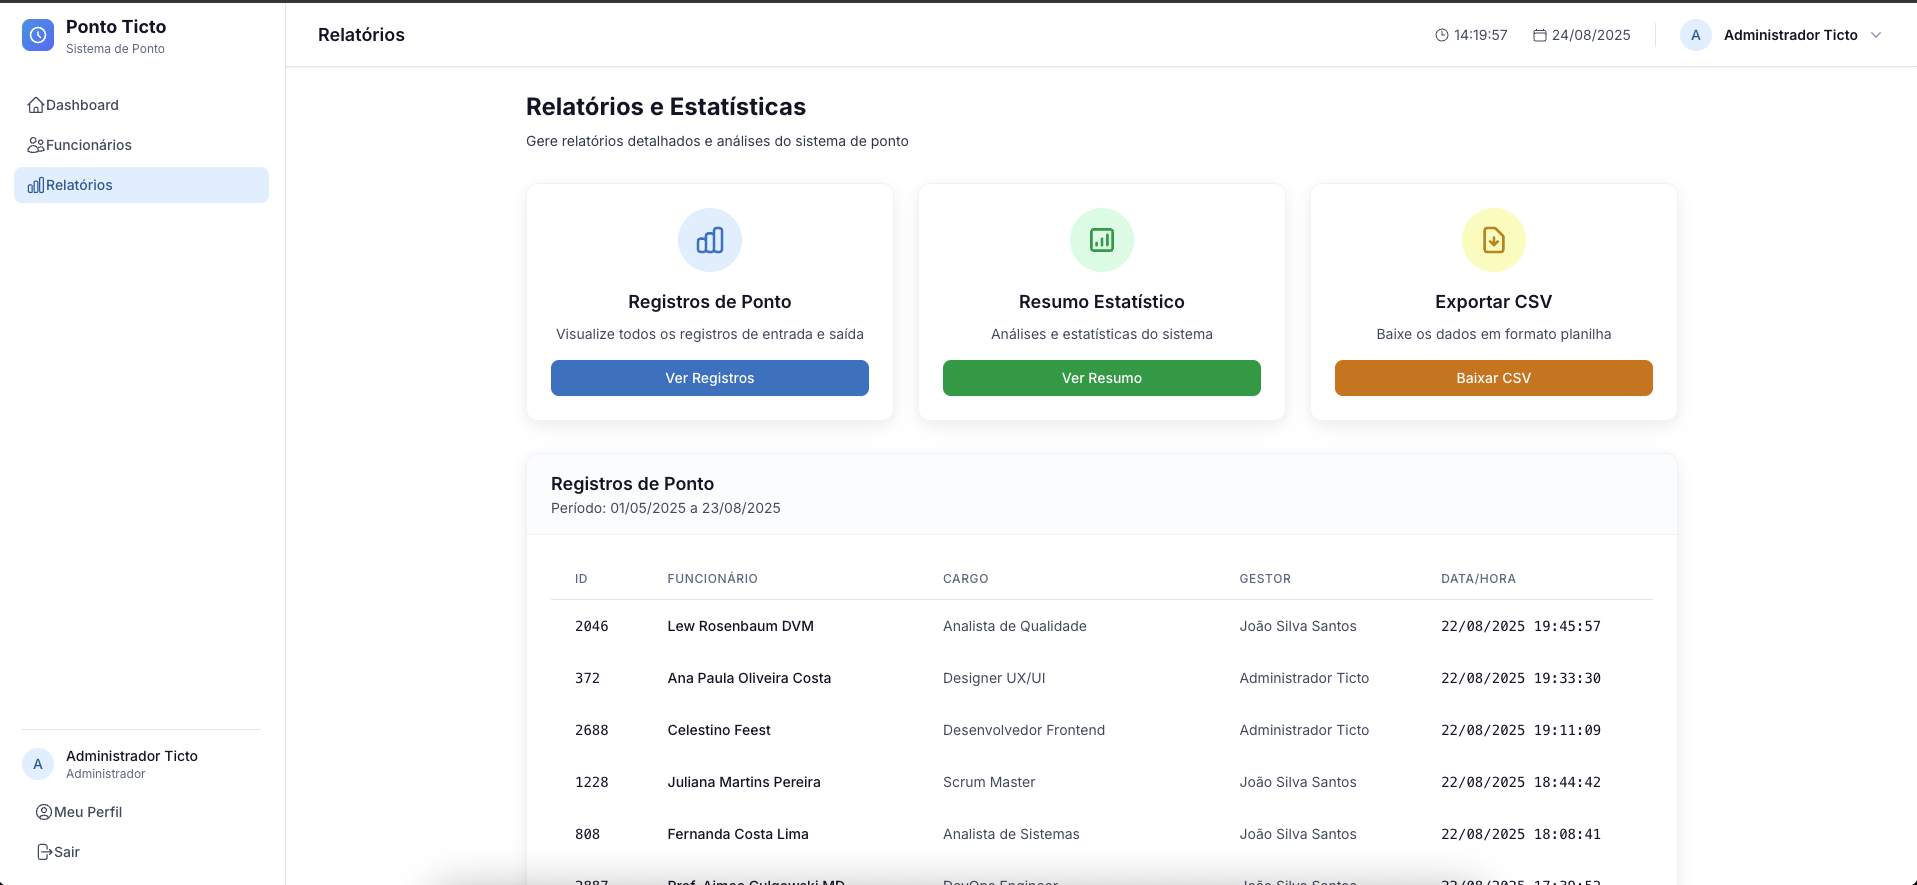 Ponto Ticto
Sistema de Ponto
Dashboard
Funcionários
Relatórios
Administrador Ticto
Administrador
Meu Perfil
Sair
Relatórios
14:19:57
24/08/2025
A
Administrador Ticto
Relatórios e Estatísticas
Gere relatórios detalhados e análises do sistema de ponto
Registros de Ponto
Visualize todos os registros de entrada e saída
Ver Registros
Resumo Estatístico
Análises e estatísticas do sistema
Ver Resumo
Exportar CSV
Baixe os dados em formato planilha
Baixar CSV
Registros de Ponto
Período: 01/05/2025 a 23/08/2025
ID FUNCIONÁRIO CARGO GESTOR DATA/HORA
2046 Lew Rosenbaum DVM Analista de Qualidade João Silva Santos 22/08/2025 19:45:57
372 Ana Paula Oliveira Costa Designer UX/UI Administrador Ticto 22/08/2025 19:33:30
2688 Celestino Feest Desenvolvedor Frontend Administrador Ticto 22/08/2025 19:11:09
1228 Juliana Martins Pereira Scrum Master João Silva Santos 22/08/2025 18:44:42
808 Fernanda Costa Lima Analista de Sistemas João Silva Santos 22/08/2025 18:08:41
A